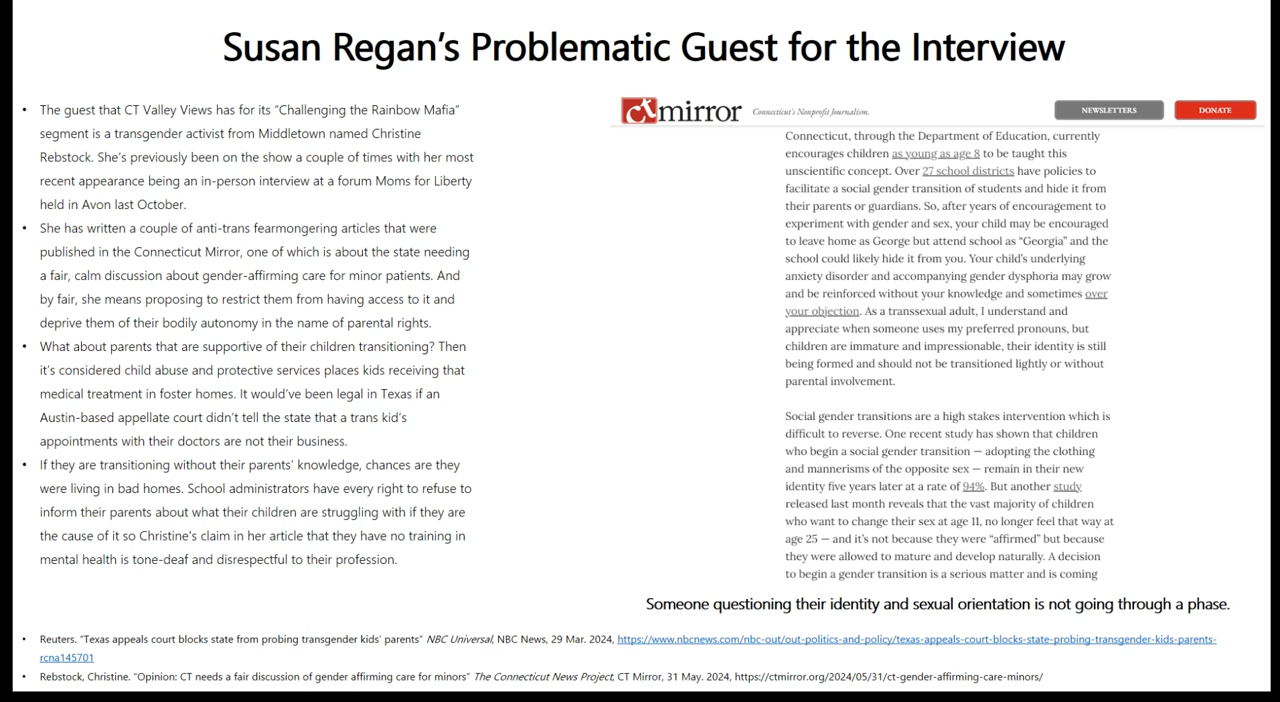 Susan Regan's Problematic Guest for the Interview
• The guest that CT Valley Views has for its "Challenging the Rainbow Mafia"
segment is a transgender activist from Middletown named Christine
Rebstock. She's previously been on the show a couple of times with her most
recent appearance being an in-person interview at a forum Moms for Liberty
held in Avon last October.
• She has written a couple of anti-trans fearmongering articles that were
published in the Connecticut Mirror, one of which is about the state needing
a fair, calm discussion about gender-affirming care for minor patients. And
by fair, she means proposing to restrict them from having access to it and
deprive them of their bodily autonomy in the name of parental rights.
• What about parents that are supportive of their children transitioning? Then
it's considered child abuse and protective services places kids receiving that
medical treatment in foster homes. It would've been legal in Texas if an
Austin-based appellate court didn't tell the state that a trans kid's
appointments with their doctors are not their business.
• If they are transitioning without their parents' knowledge, chances are they
were living in bad homes. School administrators have every right to refuse to
inform their parents about what their children are struggling with if they are
the cause of it so Christine's claim in her article that they have no training in
mental health is tone-deaf and disrespectful to their profession.
ctmirror Connecticut's Nonprofit Journalism. NEWSLETTERS DONATE
Connecticut, through the Department of Education, currently
encourages children as young as age 8 to be taught this
unscientific concept. Over 27 school districts have policies to
facilitate a social gender transition of students and hide it from
their parents or guardians. So, after years of encouragement to
experiment with gender and sex, your child may be encouraged
to leave home as George but attend school as "Georgia" and the
school could likely hide it from you. Your child's underlying
anxiety disorder and accompanying gender dysphoria may grow
and be reinforced without your knowledge and sometimes over
your objection. As a transsexual adult, I understand and
appreciate when someone uses my preferred pronouns, but
children are immature and impressionable, their identity is still
being formed and should not be transitioned lightly or without
parental involvement.
Social gender transitions are a high stakes intervention which is
difficult to reverse. One recent study has shown that children
who begin a social gender transition — adopting the clothing
and mannerisms of the opposite sex — remain in their new
identity five years later at a rate of 94%. But another study
released last month reveals that the vast majority of children
who want to change their sex at age 11, no longer feel that way at
age 25 — and it's not because they were "affirmed" but because
they were allowed to mature and develop naturally. A decision
to begin a gender transition is a serious matter and is coming
Someone questioning their identity and sexual orientation is not going through a phase.
• Reuters. "Texas appeals court blocks state from probing transgender kids' parents" NBC Universal, NBC News, 29 Mar. 2024, https://www.nbcnews.com/nbc-out/out-politics-and-policy/texas-appeals-court-blocks-state-probing-transgender-kids-parents-
rcna145701
• Rebstock, Christine. "Opinion: CT needs a fair discussion of gender affirming care for minors" The Connecticut News Project, CT Mirror, 31 May. 2024, https://ctmirror.org/2024/05/31/ct-gender-affirming-care-minors/